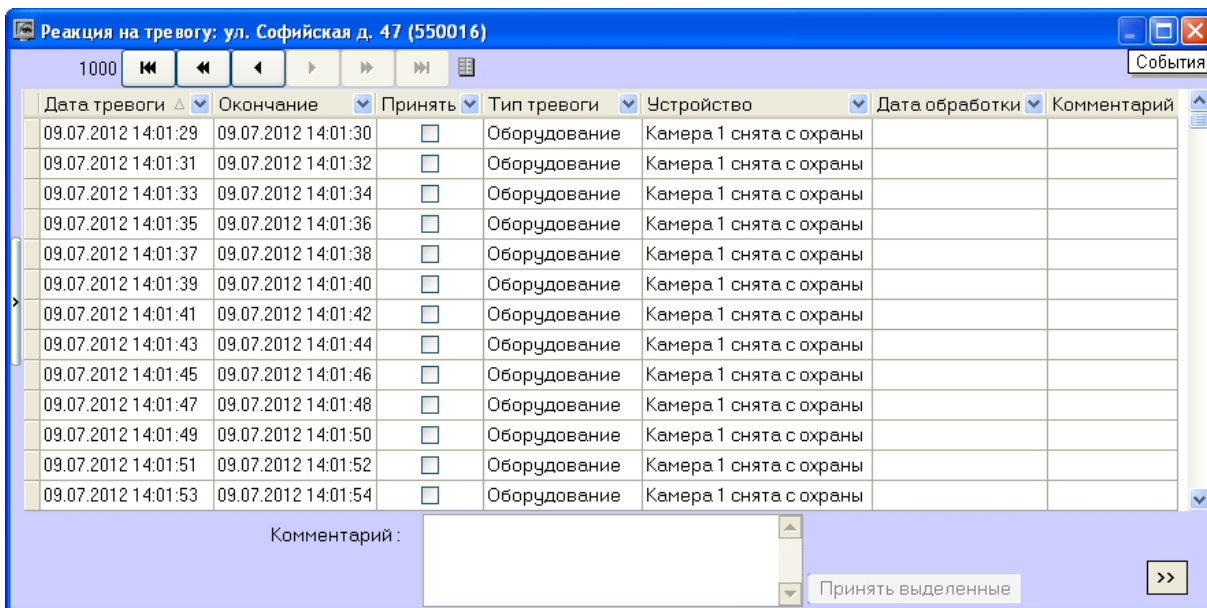 Реакция на тревогу: ул. Софийская д. 47 (550016)
1000
События
Дата тревоги Окончание Принять Тип тревоги Устройство Дата обработки Комментарий
09.07.2012 14:01:29 09.07.2012 14:01:30 Оборудование Камера 1 снята с охраны
09.07.2012 14:01:31 09.07.2012 14:01:32 Оборудование Камера 1 снята с охраны
09.07.2012 14:01:33 09.07.2012 14:01:34 Оборудование Камера 1 снята с охраны
09.07.2012 14:01:35 09.07.2012 14:01:36 Оборудование Камера 1 снята с охраны
09.07.2012 14:01:37 09.07.2012 14:01:38 Оборудование Камера 1 снята с охраны
09.07.2012 14:01:39 09.07.2012 14:01:40 Оборудование Камера 1 снята с охраны
09.07.2012 14:01:41 09.07.2012 14:01:42 Оборудование Камера 1 снята с охраны
09.07.2012 14:01:43 09.07.2012 14:01:44 Оборудование Камера 1 снята с охраны
09.07.2012 14:01:45 09.07.2012 14:01:46 Оборудование Камера 1 снята с охраны
09.07.2012 14:01:47 09.07.2012 14:01:48 Оборудование Камера 1 снята с охраны
09.07.2012 14:01:49 09.07.2012 14:01:50 Оборудование Камера 1 снята с охраны
09.07.2012 14:01:51 09.07.2012 14:01:52 Оборудование Камера 1 снята с охраны
09.07.2012 14:01:53 09.07.2012 14:01:54 Оборудование Камера 1 снята с охраны
Комментарий :
Принять выделенные
>>